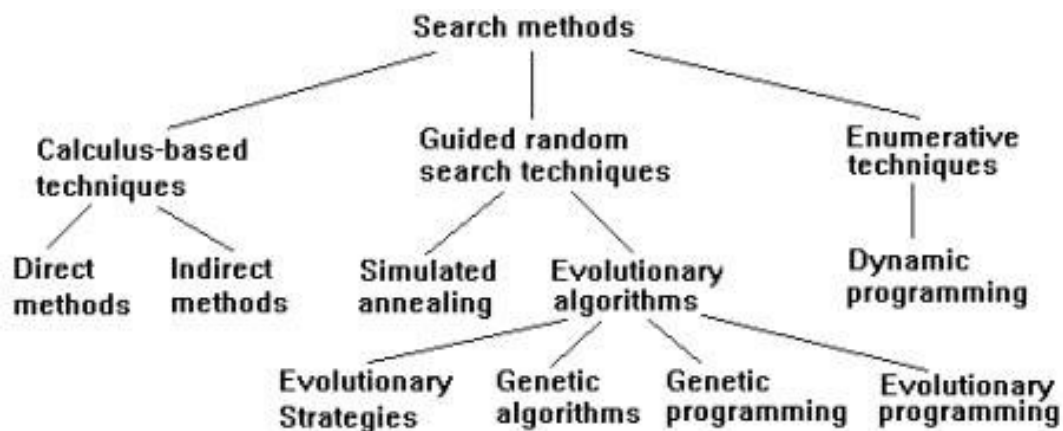 Search methods
Calculus-based
techniques
Guided random
search techniques
Enumerative
techniques
Direct
methods
Indirect
methods
Simulated
annealing
Evolutionary
algorithms
Dynamic
programming
Evolutionary
Strategies
Genetic
algorithms
Genetic
programming
Evolutionary
programming